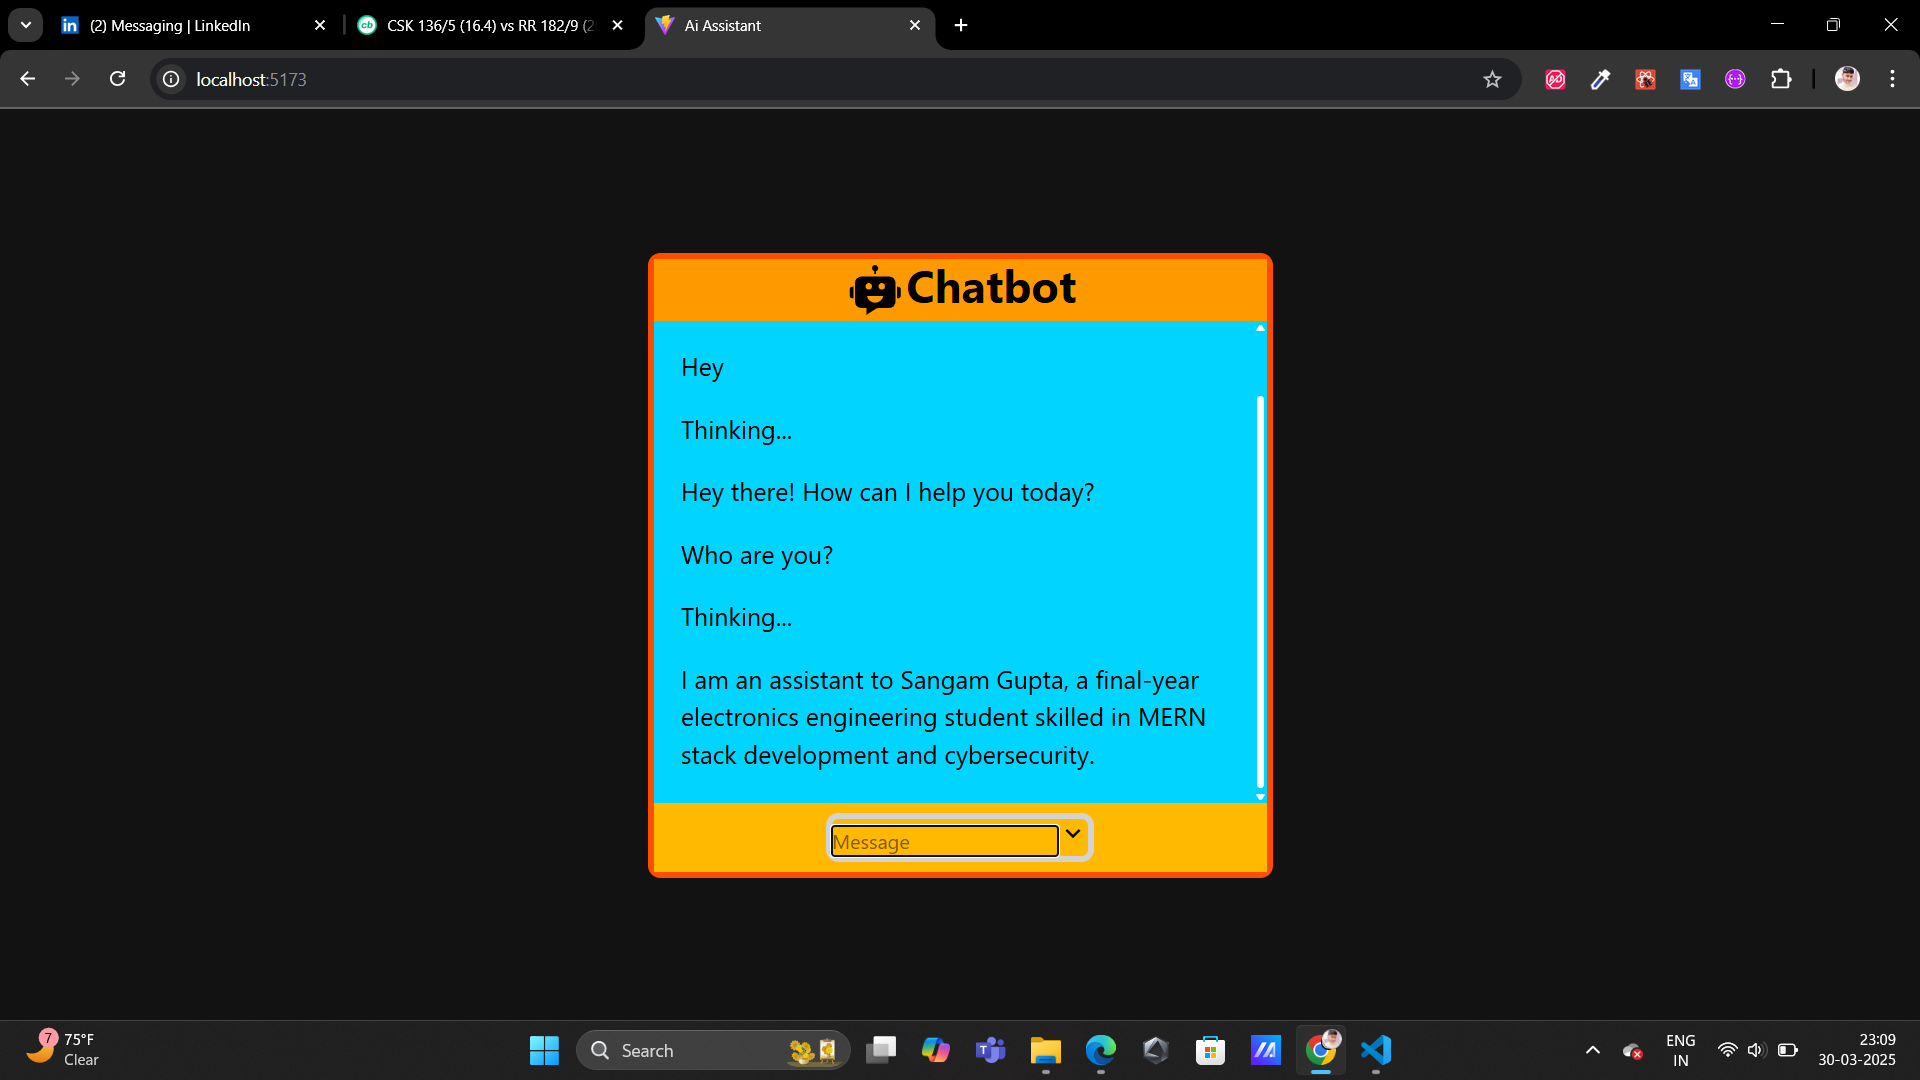 (2) Messaging | LinkedIn
CSK 136/5 (16.4) vs RR 182/9 (2
Ai Assistant
localhost:5173
Chatbot
Hey
Thinking...
Hey there! How can I help you today?
Who are you?
Thinking...
I am an assistant to Sangam Gupta, a final-year
electronics engineering student skilled in MERN
stack development and cybersecurity.
Message
7
75°F
Clear
Search
ENG
IN
23:09
30-03-2025